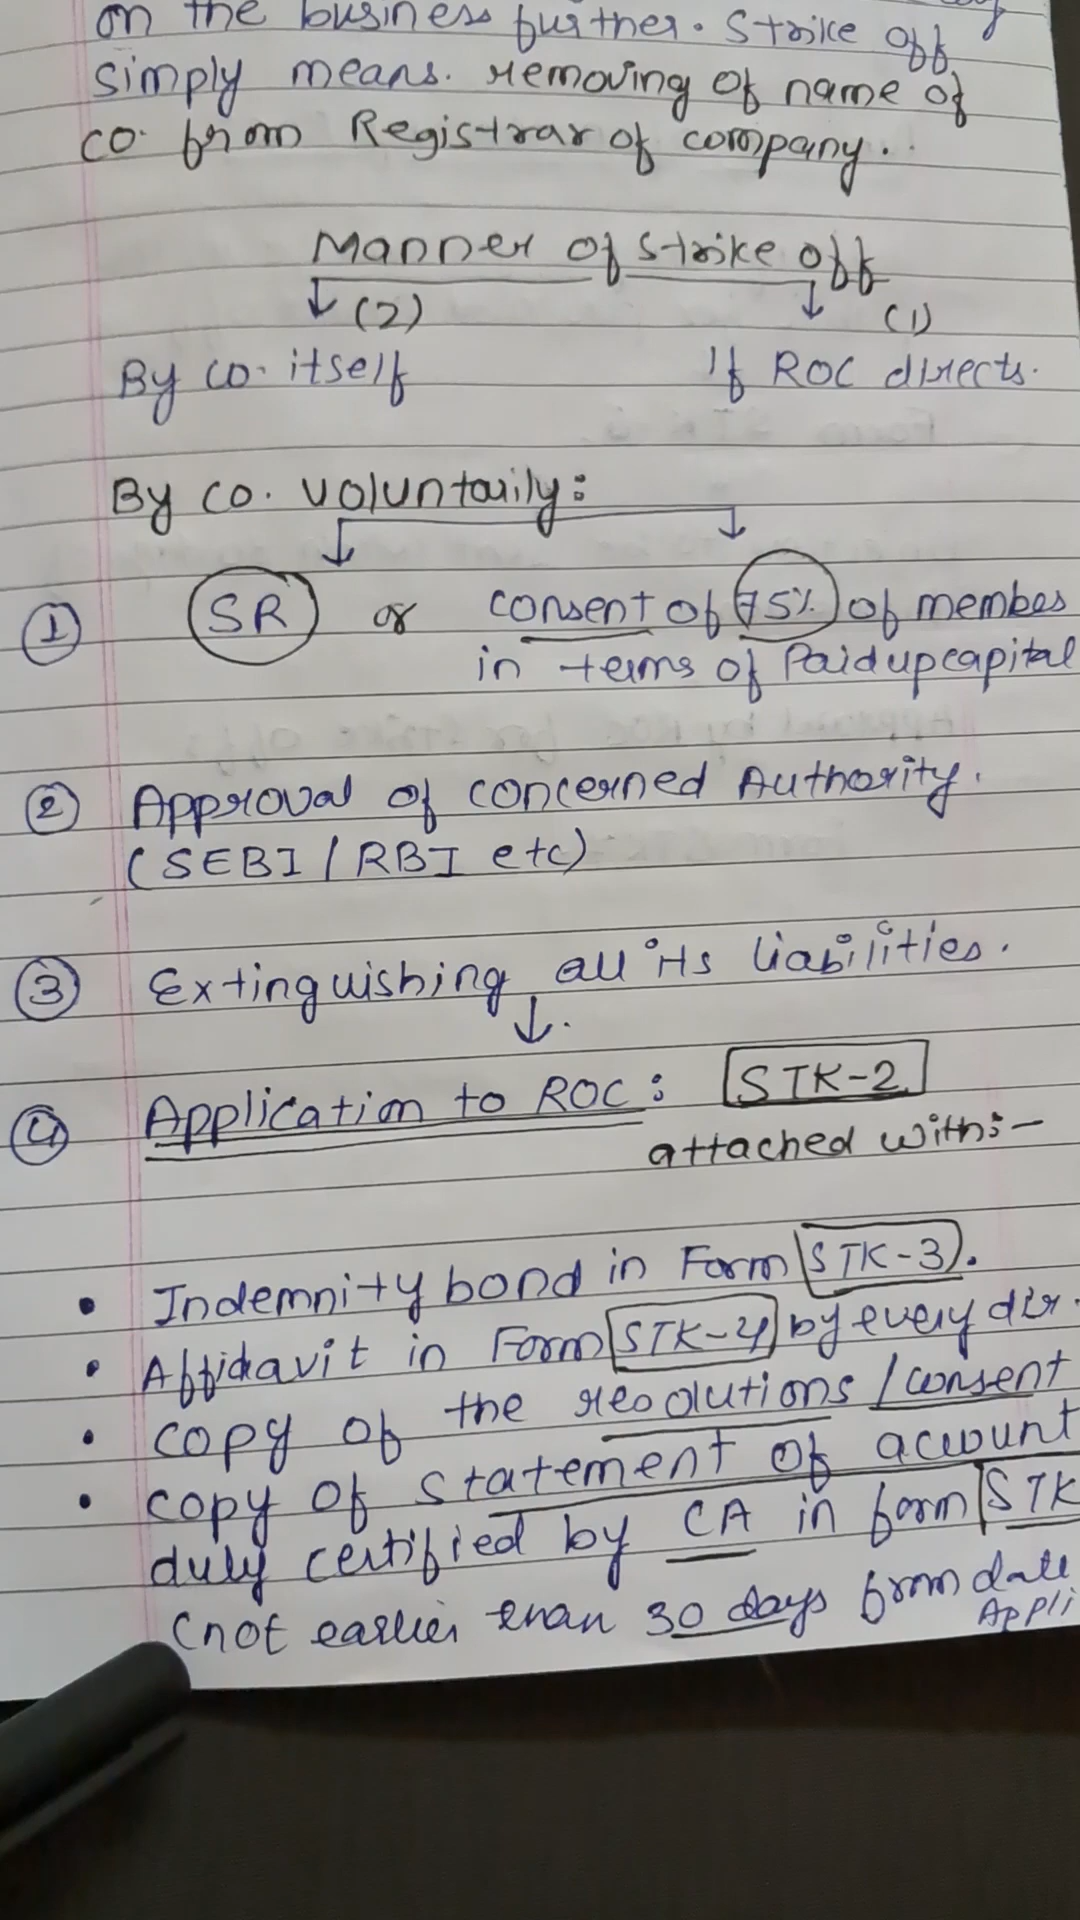 on the business further. Strike off
simply means. removing of name of
co. from Registrar of company.
Manner of strike off
↓ (2) ↓ (1)
By co. itself If ROC directs.
By co. voluntarily:
① SR or consent of 75% of membes
in terms of Paidupcapital
② Approval of concerned Authority.
(SEBI / RBI etc)
③ Extinguishing all its liabilities.
↓.
④ Application to ROC: STK-2
attached with:-
• Indemnity bond in Form STK-3).
• Affidavit in Form STK-4 by every dir.
• copy of the resolutions / consent
• copy of statement of account
duly certified by CA in form STK
(not earlier than 30 days from date
Appli